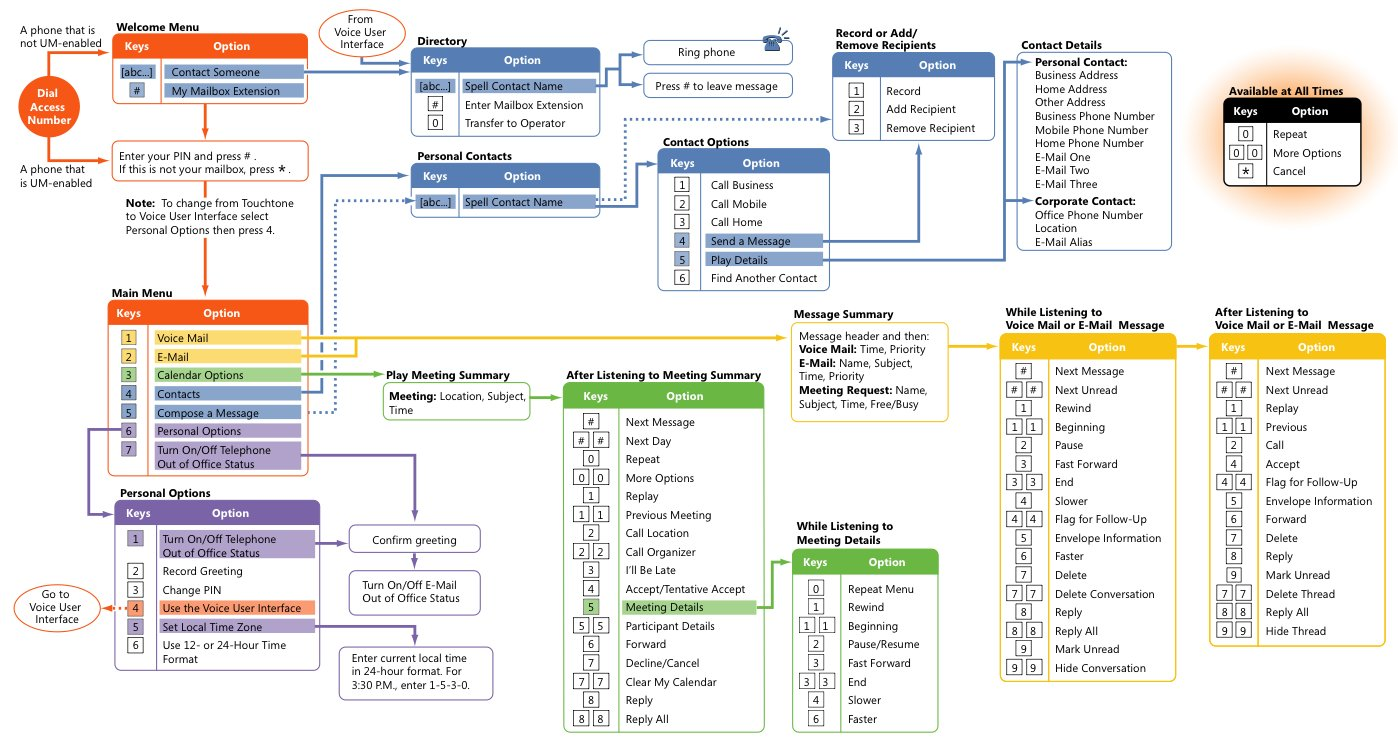 A phone that is
not UM-enabled
Dial
Access
Number
A phone that
is UM-enabled
Welcome Menu
Keys Option
[abc...] Contact Someone
# My Mailbox Extension
Enter your PIN and press # .
If this is not your mailbox, press * .
Note: To change from Touchtone
to Voice User Interface select
Personal Options then press 4.
From
Voice User
Interface
Directory
Keys Option
[abc...] Spell Contact Name
# Enter Mailbox Extension
0 Transfer to Operator
Ring phone
Press # to leave message
Personal Contacts
Keys Option
[abc...] Spell Contact Name
Contact Options
Keys Option
1 Call Business
2 Call Mobile
3 Call Home
4 Send a Message
5 Play Details
6 Find Another Contact
Record or Add/
Remove Recipients
Keys Option
1 Record
2 Add Recipient
3 Remove Recipient
Contact Details
Personal Contact:
Business Address
Home Address
Other Address
Business Phone Number
Mobile Phone Number
Home Phone Number
E-Mail One
E-Mail Two
E-Mail Three
Corporate Contact:
Office Phone Number
Location
E-Mail Alias
Available at All Times
Keys Option
0 Repeat
0 0 More Options
* Cancel
Main Menu
Keys Option
1 Voice Mail
2 E-Mail
3 Calendar Options
4 Contacts
5 Compose a Message
6 Personal Options
7 Turn On/Off Telephone
Out of Office Status
Personal Options
Keys Option
1 Turn On/Off Telephone
Out of Office Status
2 Record Greeting
3 Change PIN
4 Use the Voice User Interface
5 Set Local Time Zone
6 Use 12- or 24-Hour Time
Format
Go to
Voice User
Interface
Confirm greeting
Turn On/Off E-Mail
Out of Office Status
Enter current local time
in 24-hour format. For
3:30 P.M., enter 1-5-3-0.
Play Meeting Summary
Meeting: Location, Subject,
Time
After Listening to Meeting Summary
Keys Option
# Next Message
# # Next Day
0 Repeat
0 0 More Options
1 Replay
1 1 Previous Meeting
2 Call Location
2 2 Call Organizer
3 I'll Be Late
4 Accept/Tentative Accept
5 Meeting Details
5 5 Participant Details
6 Forward
7 Decline/Cancel
7 7 Clear My Calendar
8 Reply
8 8 Reply All
While Listening to
Meeting Details
Keys Option
0 Repeat Menu
1 Rewind
1 1 Beginning
2 Pause/Resume
3 Fast Forward
3 3 End
4 Slower
6 Faster
Message Summary
Message header and then:
Voice Mail: Time, Priority
E-Mail: Name, Subject,
Time, Priority
Meeting Request: Name,
Subject, Time, Free/Busy
While Listening to
Voice Mail or E-Mail Message
Keys Option
# Next Message
# # Next Unread
1 Rewind
1 1 Beginning
2 Pause
3 Fast Forward
3 3 End
4 Slower
4 4 Flag for Follow-Up
5 Envelope Information
6 Faster
7 Delete
7 7 Delete Conversation
8 Reply
8 8 Reply All
9 Mark Unread
9 9 Hide Conversation
After Listening to
Voice Mail or E-Mail Message
Keys Option
# Next Message
# # Next Unread
1 Replay
1 1 Previous
2 Call
4 Accept
4 4 Flag for Follow-Up
5 Envelope Information
6 Forward
7 Delete
8 Reply
9 Mark Unread
7 7 Delete Thread
8 8 Reply All
9 9 Hide Thread